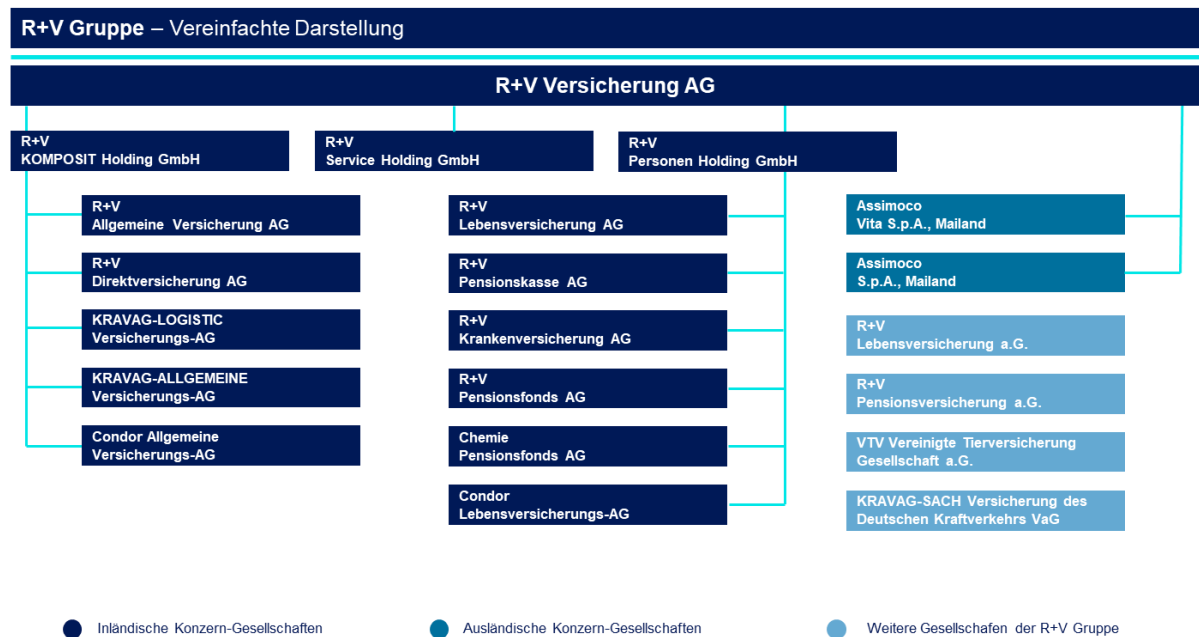 R+V Gruppe – Vereinfachte Darstellung
R+V Versicherung AG
R+V
KOMPOSIT Holding GmbH
R+V
Service Holding GmbH
R+V
Personen Holding GmbH
R+V
Allgemeine Versicherung AG
R+V
Direktversicherung AG
KRAVAG-LOGISTIC
Versicherungs-AG
KRAVAG-ALLGEMEINE
Versicherungs-AG
Condor Allgemeine
Versicherungs-AG
R+V
Lebensversicherung AG
R+V
Pensionskasse AG
R+V
Krankenversicherung AG
R+V
Pensionsfonds AG
Chemie
Pensionsfonds AG
Condor
Lebensversicherungs-AG
Assimoco
Vita S.p.A., Mailand
Assimoco
S.p.A., Mailand
R+V
Lebensversicherung a.G.
R+V
Pensionsversicherung a.G.
VTV Vereinigte Tierversicherung
Gesellschaft a.G.
KRAVAG-SACH Versicherung des
Deutschen Kraftverkehrs VaG
Inländische Konzern-Gesellschaften
Ausländische Konzern-Gesellschaften
Weitere Gesellschafen der R+V Gruppe